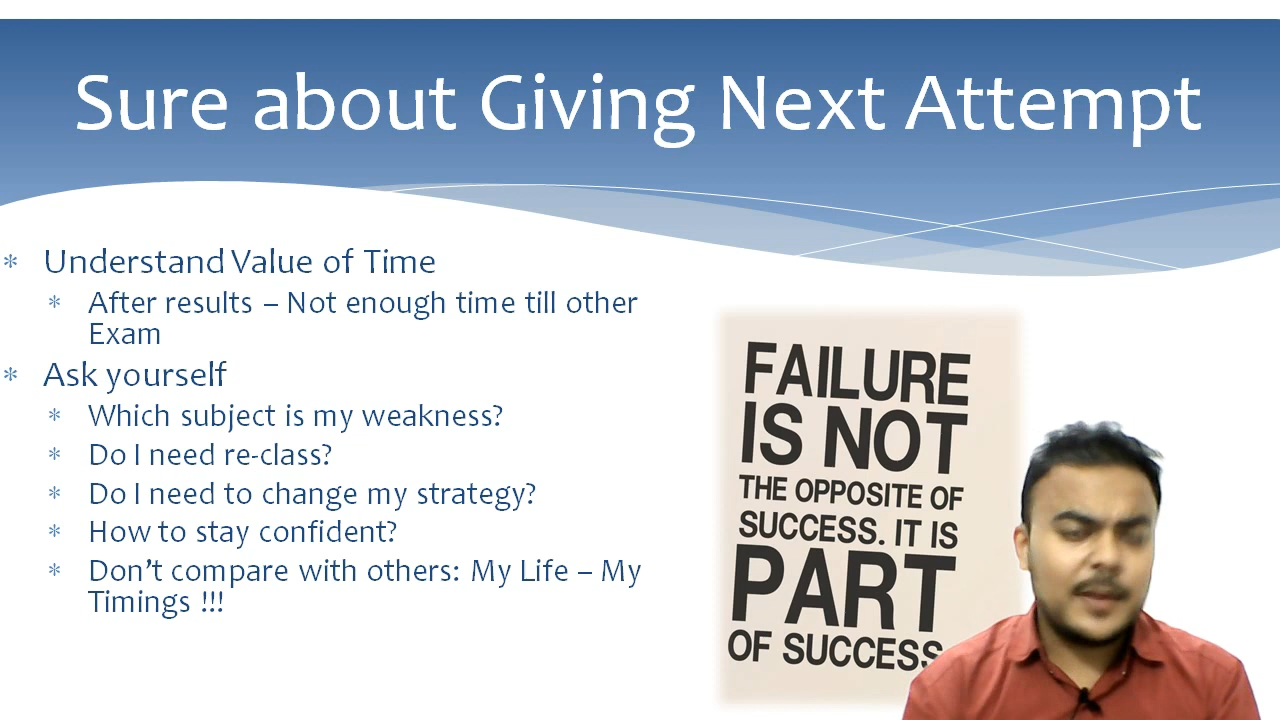 Sure about Giving Next Attempt
* Understand Value of Time
* After results – Not enough time till other
Exam
* Ask yourself
* Which subject is my weakness?
* Do I need re-class?
* Do I need to change my strategy?
* How to stay confident?
* Don't compare with others: My Life – My
Timings !!!
FAILURE
IS NOT
THE OPPOSITE OF
SUCCESS. IT IS
PART
OF SUCCESS